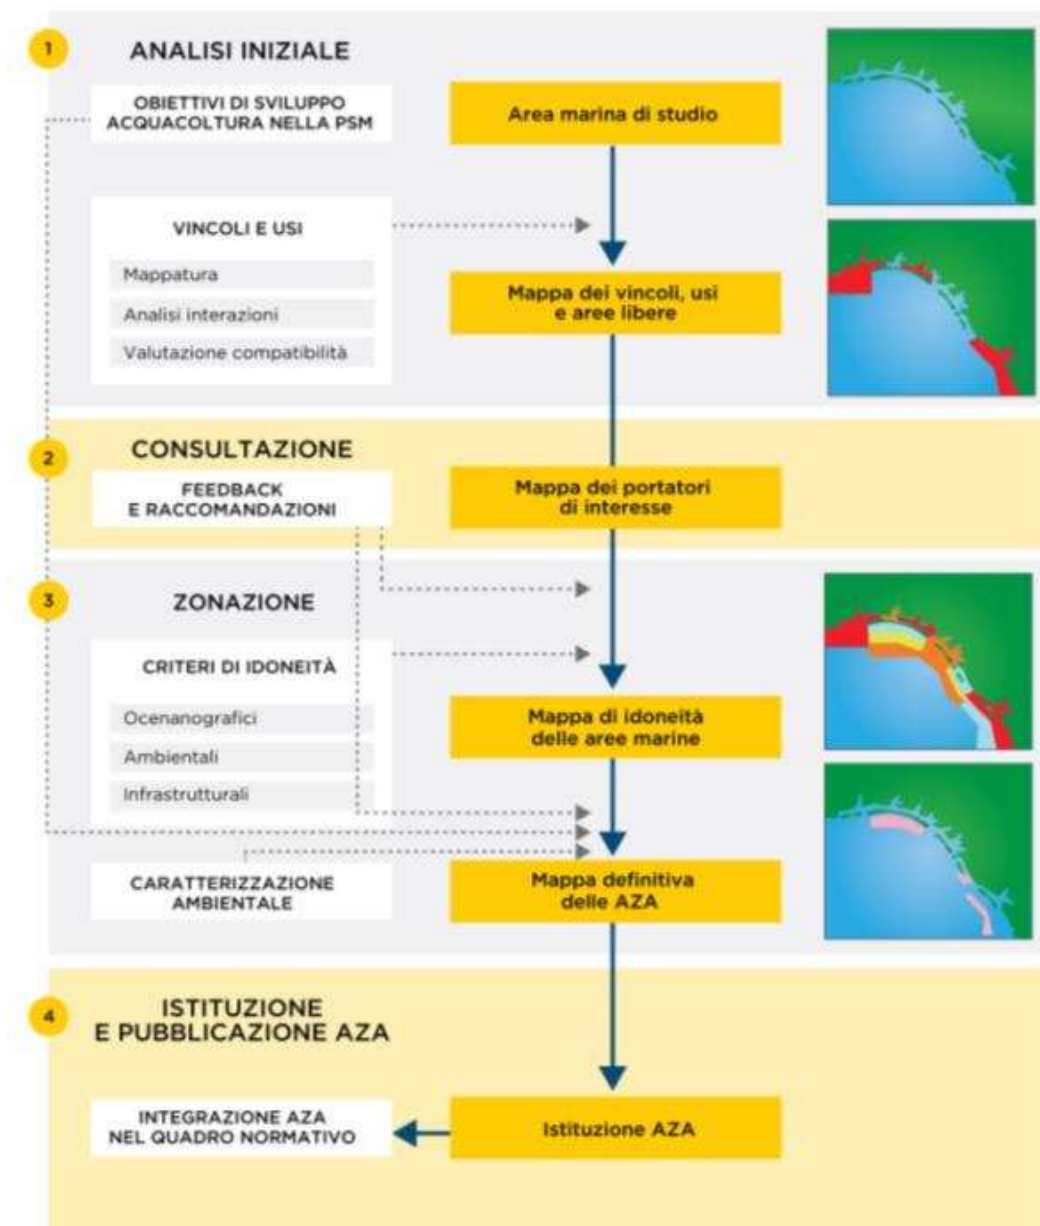 1
ANALISI INIZIALE
OBIETTIVI DI SVILUPPO
ACQUACOLTURA NELLA PSM
Area marina di studio
VINCOLI E USI
Mappatura
Analisi interazioni
Valutazione compatibilità
Mappa dei vincoli, usi
e aree libere
2
CONSULTAZIONE
FEEDBACK
E RACCOMANDAZIONI
Mappa dei portatori
di interesse
3
ZONAZIONE
CRITERI DI IDONEITÀ
Ocenanografici
Ambientali
Infrastrutturali
Mappa di idoneità
delle aree marine
CARATTERIZZAZIONE
AMBIENTALE
Mappa definitiva
delle AZA
4
ISTITUZIONE
E PUBBLICAZIONE AZA
INTEGRAZIONE AZA
NEL QUADRO NORMATIVO
Istituzione AZA